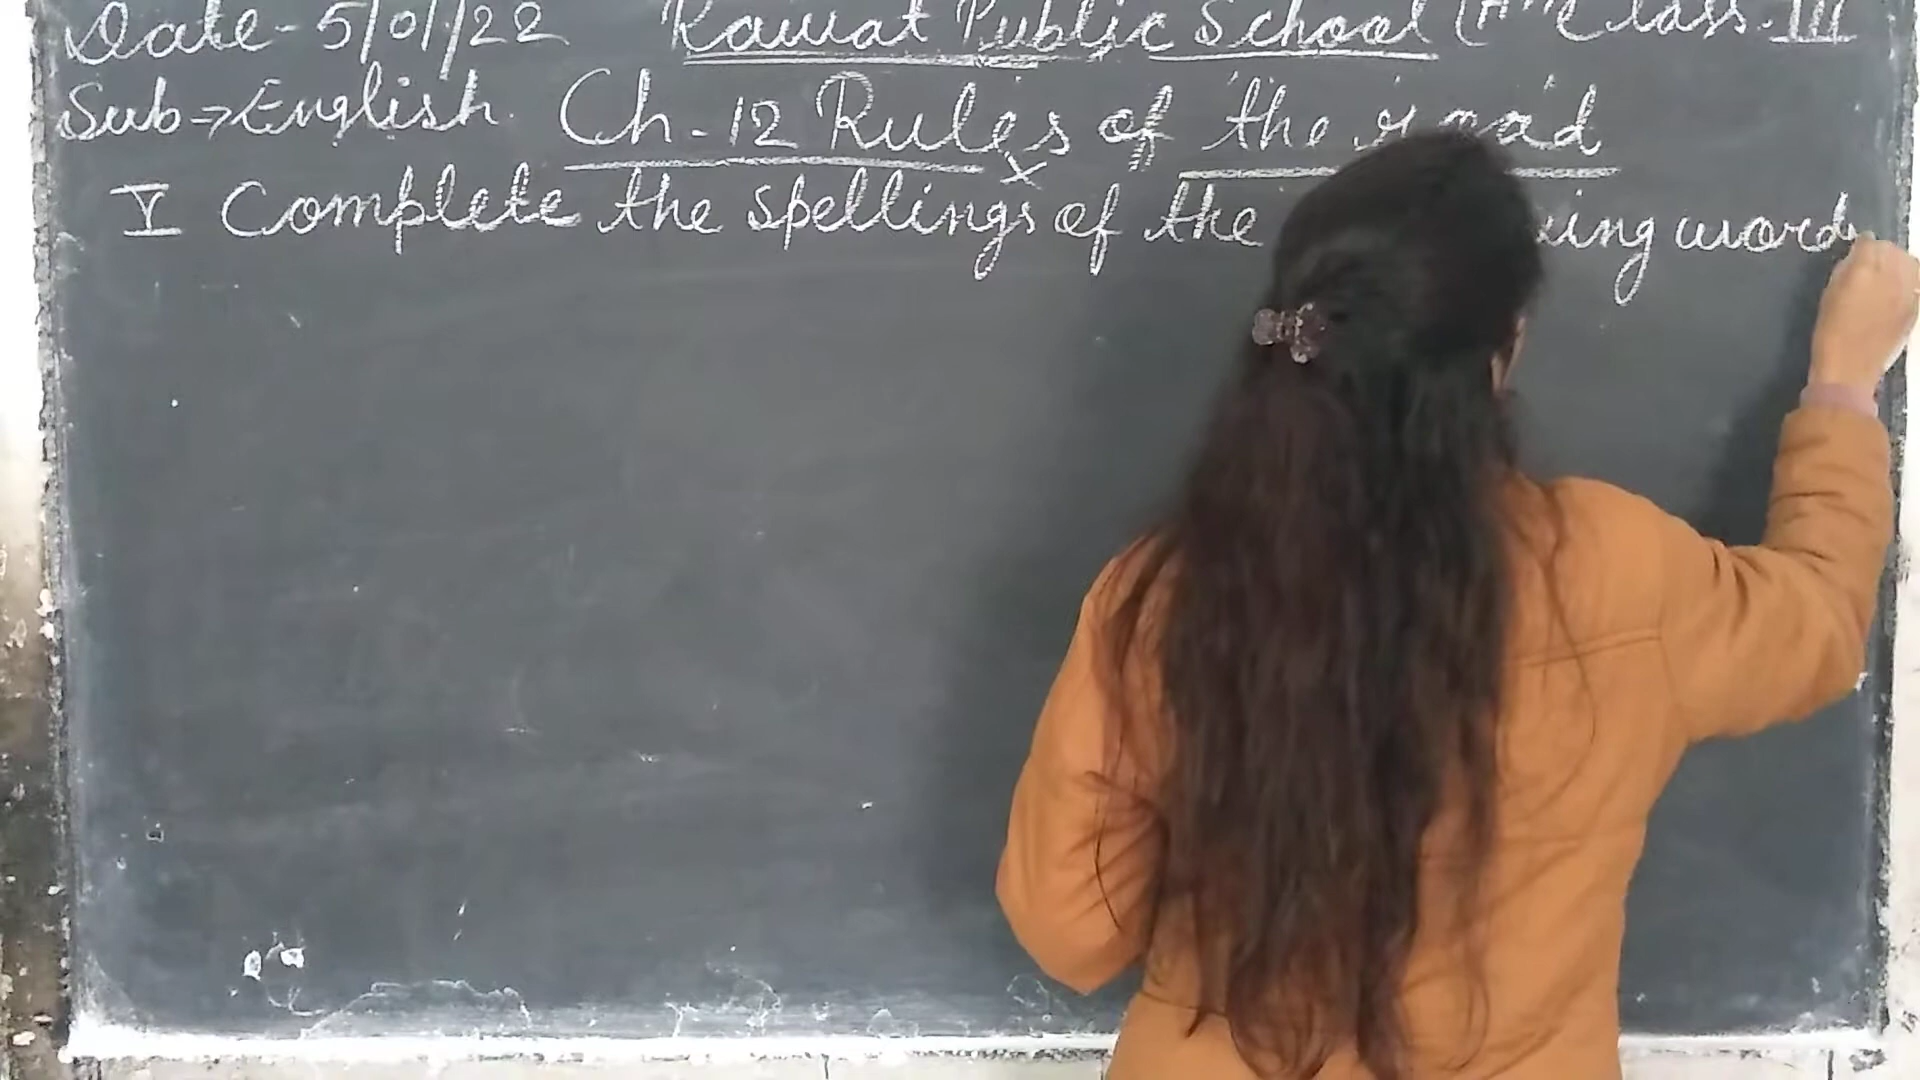 Date-5/01/22 Rawat Public School Class-III
Sub→English Ch-12 Rules of the road
V Complete the spellings of the words